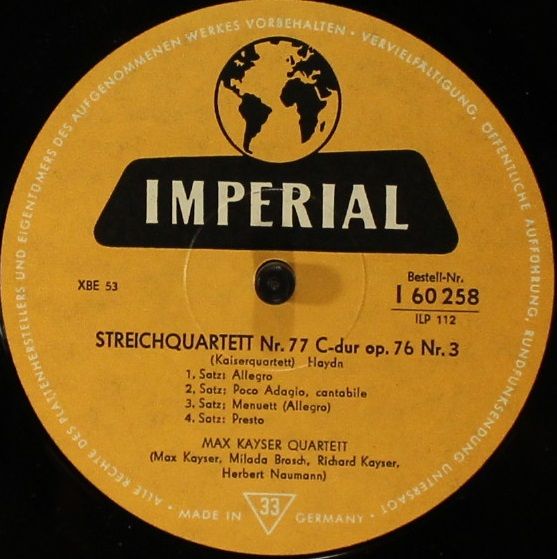 ALLE RECHTE DES PLATTENHERSTELLERS UND EIGENTÜMERS DES AUFGENOMMENEN WERKES VORBEHALTEN • VERVIELFÄLTIGUNG, ÖFFENTLICHE AUFFÜHRUNG, RUNDFUNKSENDUNG UNTERSAGT
IMPERIAL
XBE 53
Bestell-Nr.
I 60 258
ILP 112
STREICHQUARTETT Nr. 77 C-dur op. 76 Nr. 3
(Kaiserquartett) Haydn
1. Satz: Allegro
2. Satz; Poco Adagio, cantabile
3. Satz; Menuett (Allegro)
4. Satz: Presto
MAX KAYSER QUARTETT
(Max Kayser, Milada Brosch, Richard Kayser,
Herbert Naumann)
33
• MADE IN GERMANY •